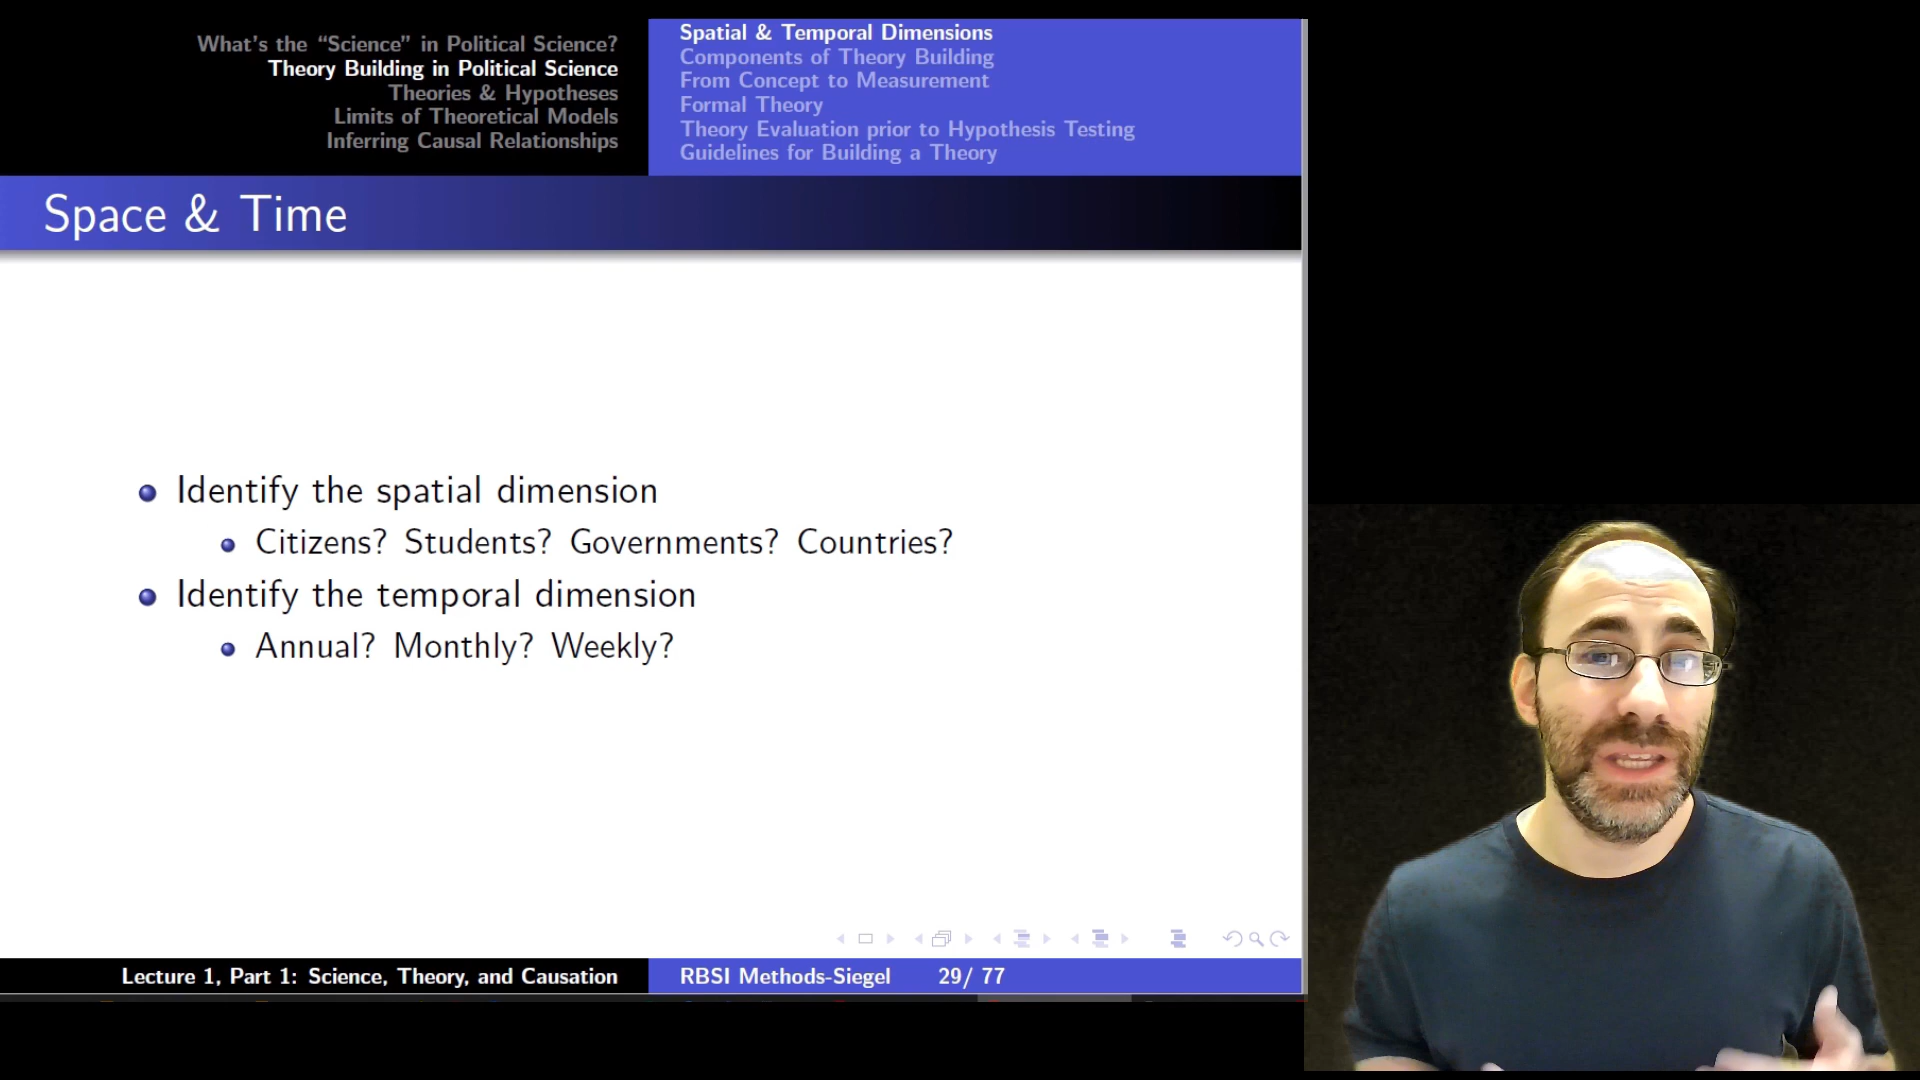 What's the “Science” in Political Science?
Theory Building in Political Science
Theories & Hypotheses
Limits of Theoretical Models
Inferring Causal Relationships
Spatial & Temporal Dimensions
Components of Theory Building
From Concept to Measurement
Formal Theory
Theory Evaluation prior to Hypothesis Testing
Guidelines for Building a Theory
Space & Time
Identify the spatial dimension
Citizens? Students? Governments? Countries?
Identify the temporal dimension
Annual? Monthly? Weekly?
Lecture 1, Part 1: Science, Theory, and Causation
RBSI Methods-Siegel 29/ 77